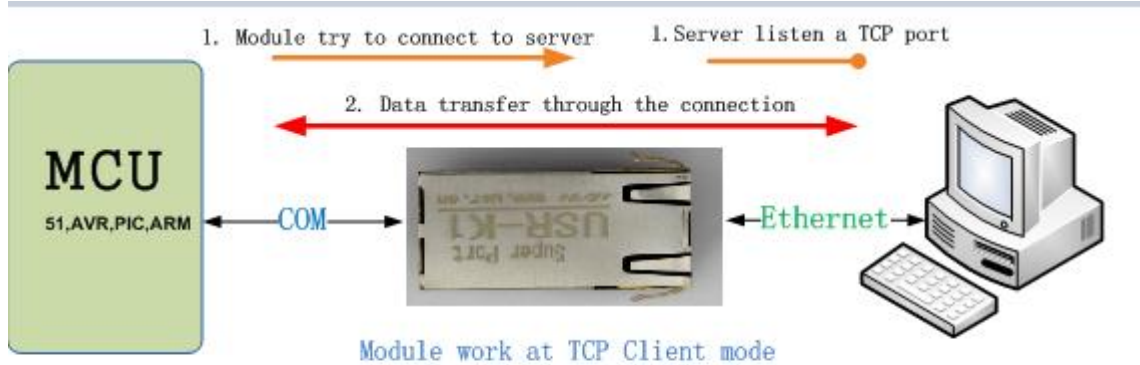 1. Module try to connect to server
1.Server listen a TCP port
2. Data transfer through the connection
MCU
51,AVR,PIC,ARM
COM
Super Port
USR-K1
Ethernet
Module work at TCP Client mode